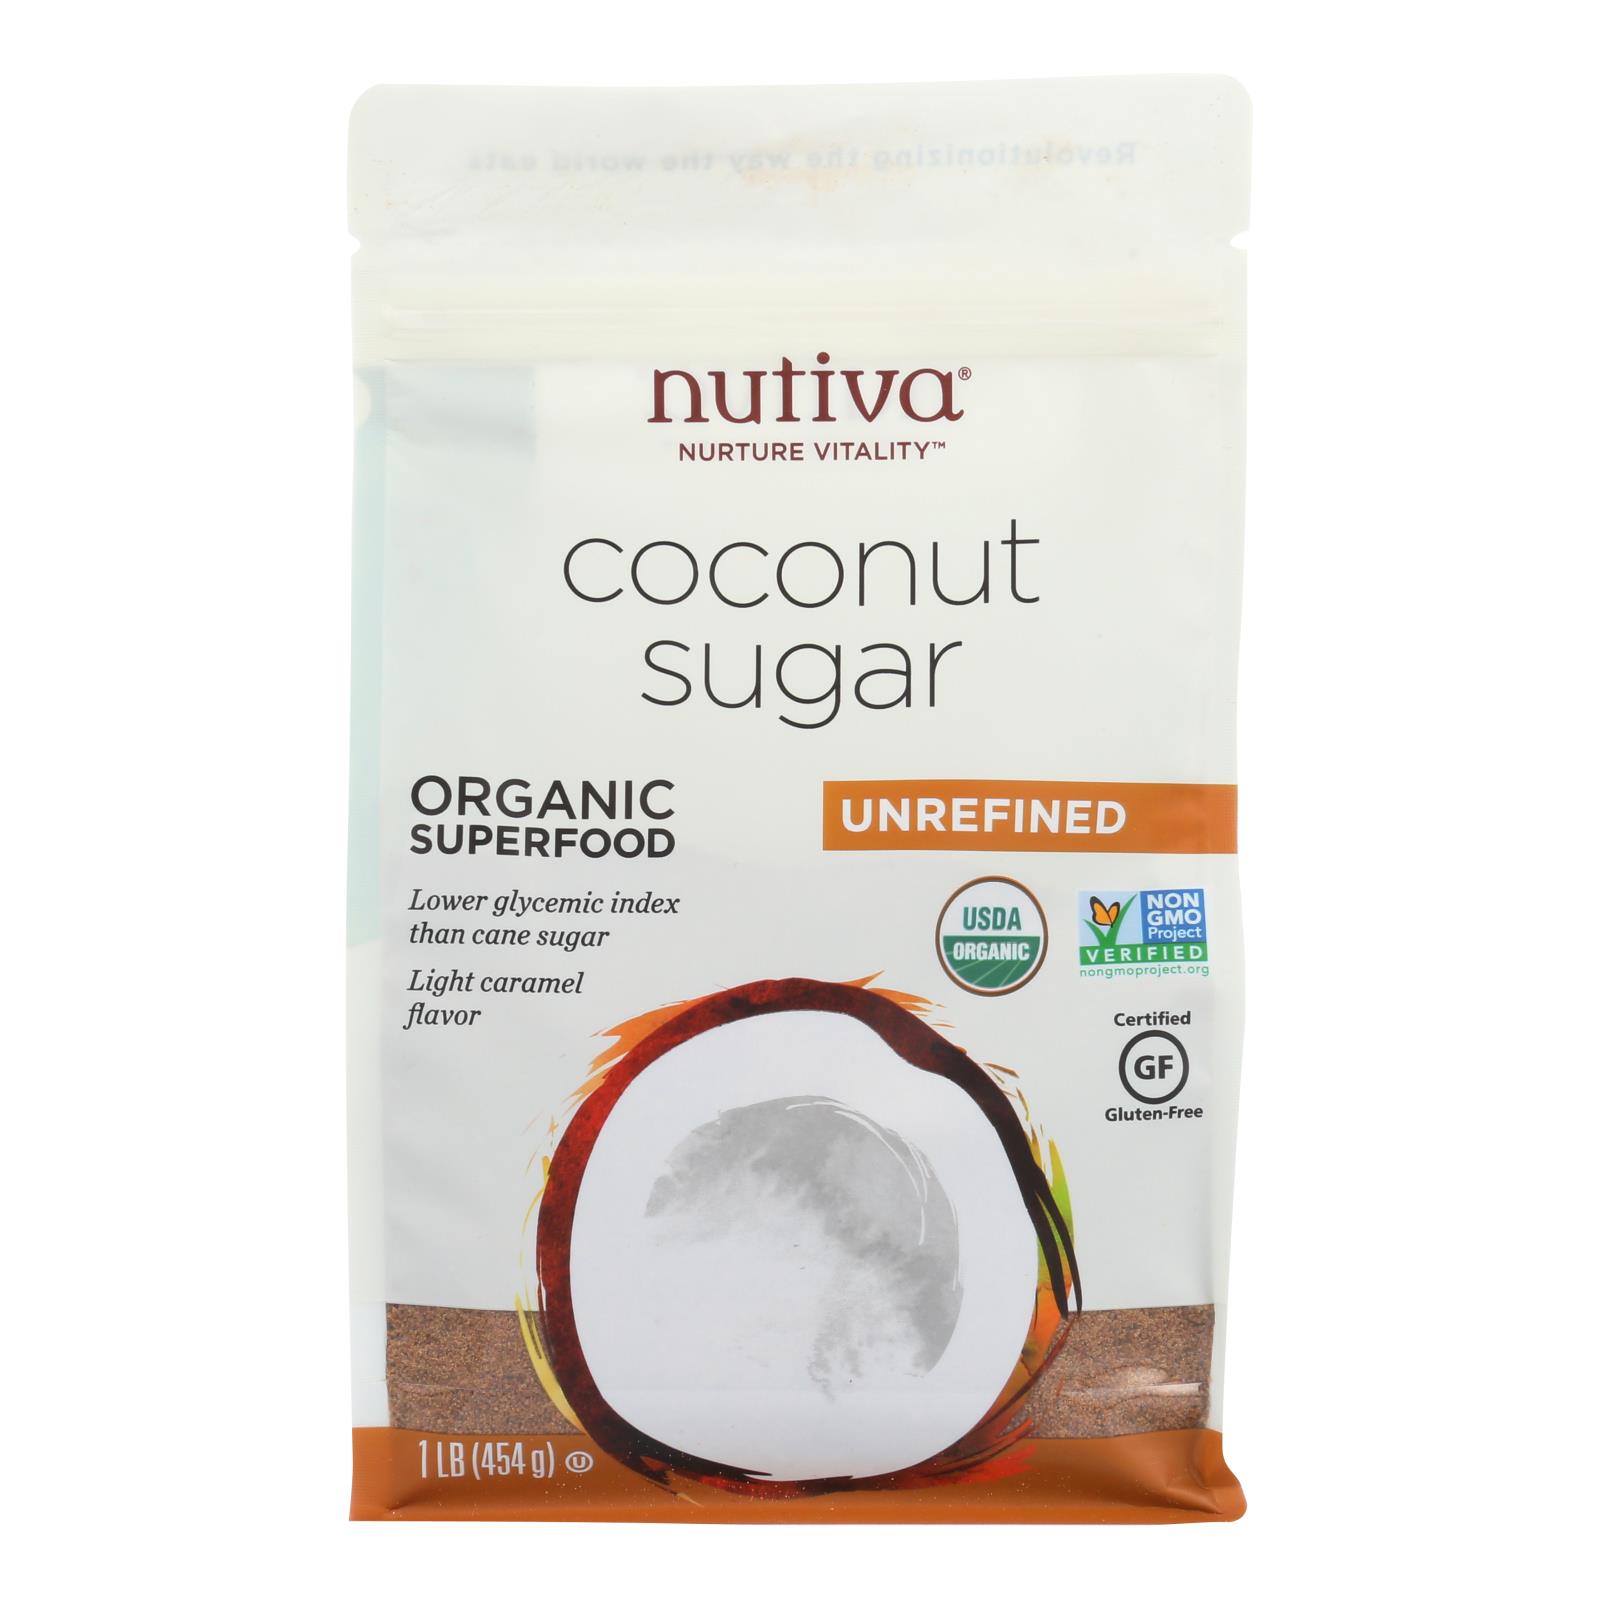 Revolutionizing the way the world eats
nutiva®
NURTURE VITALITY™
coconut
sugar
ORGANIC
SUPERFOOD
UNREFINED
Lower glycemic index
than cane sugar
Light caramel
flavor
USDA
ORGANIC
NON
GMO
Project
VERIFIED
nongmoproject.org
Certified
GF
Gluten-Free
1 LB (454 g) U